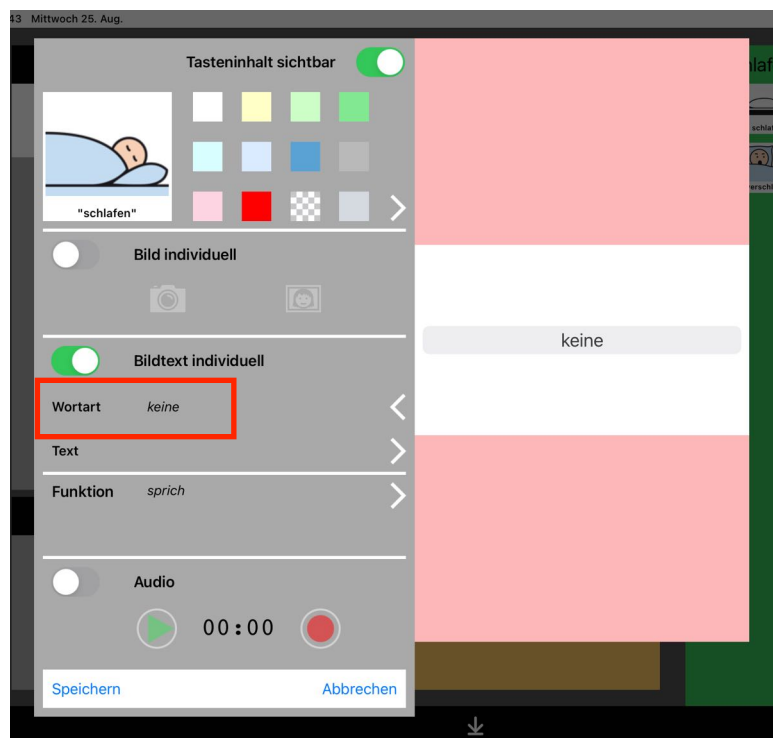 43 Mittwoch 25. Aug.
Tasteninhalt sichtbar
"schlafen"
Bild individuell
Bildtext individuell
Wortart keine
Text
Funktion sprich
Audio
00:00
Speichern Abbrechen
keine